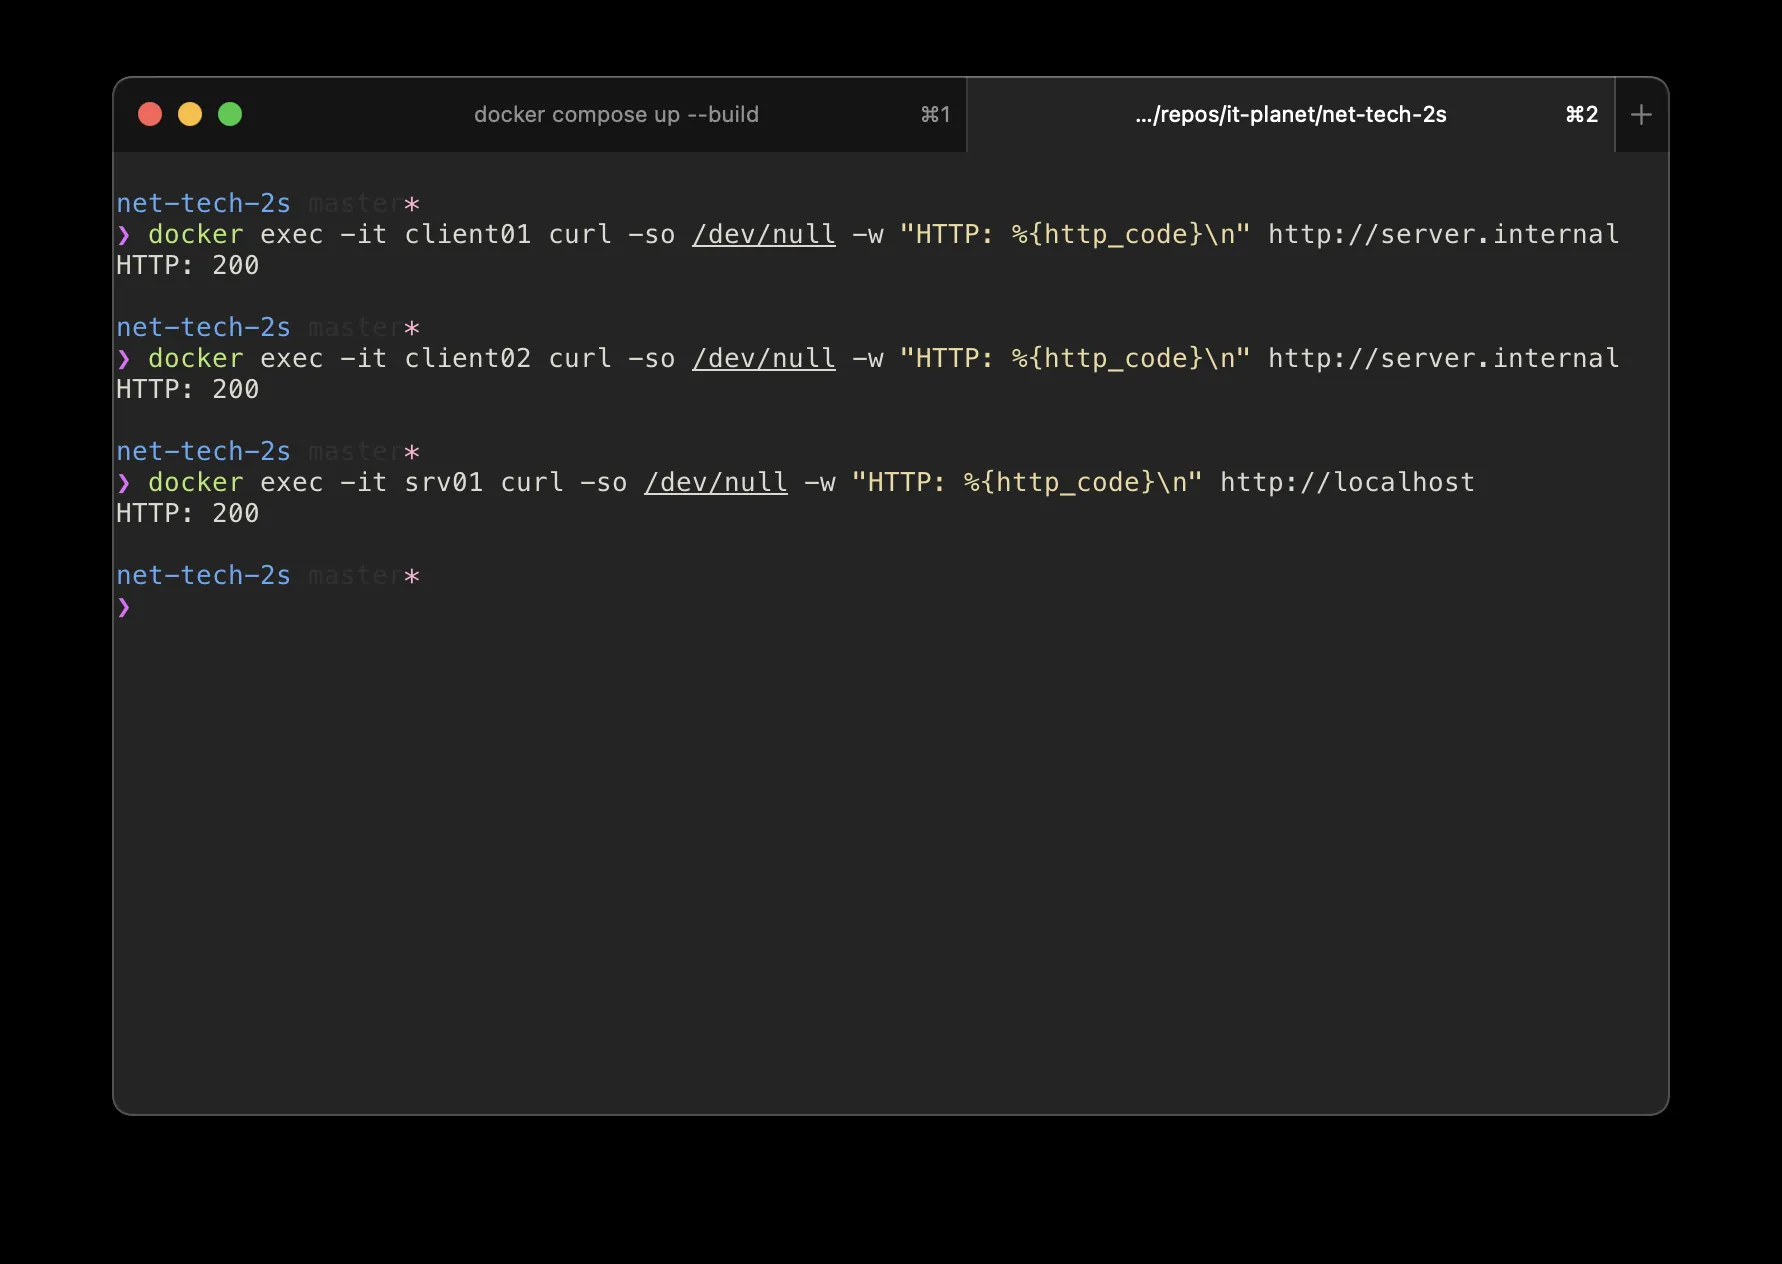 docker compose up --build ⌘1 .../repos/it-planet/net-tech-2s ⌘2 +
net-tech-2s master*
❯ docker exec -it client01 curl -so /dev/null -w "HTTP: %{http_code}\n" http://server.internal
HTTP: 200
net-tech-2s master*
❯ docker exec -it client02 curl -so /dev/null -w "HTTP: %{http_code}\n" http://server.internal
HTTP: 200
net-tech-2s master*
❯ docker exec -it srv01 curl -so /dev/null -w "HTTP: %{http_code}\n" http://localhost
HTTP: 200
net-tech-2s master*
❯